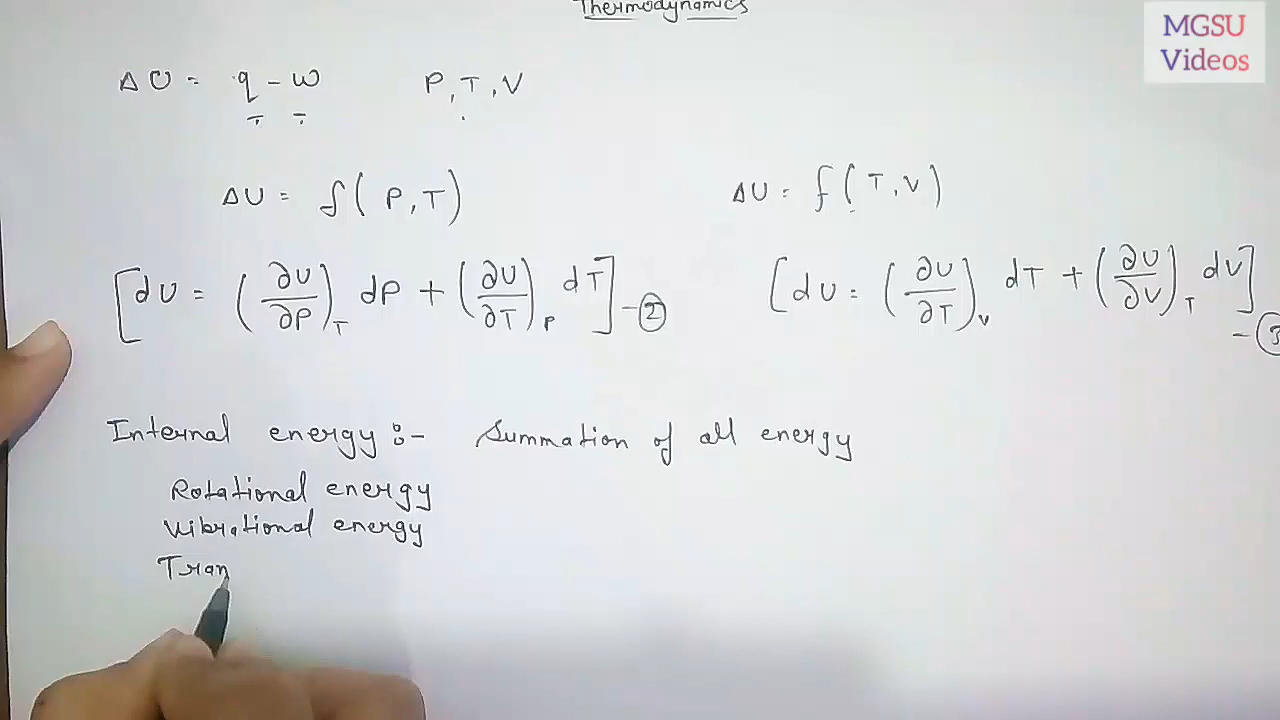 Thermodynamics
MGSU
Videos
ΔU = q - w
P, T, V
ΔU = f(P, T)
ΔU = f(T, V)
[dU = (∂U/∂P)_T dP + (∂U/∂T)_P dT] - ②
[dU = (∂U/∂T)_V dT + (∂U/∂V)_T dV] - ③
Internal energy :- Summation of all energy
Rotational energy
Vibrational energy
Tran